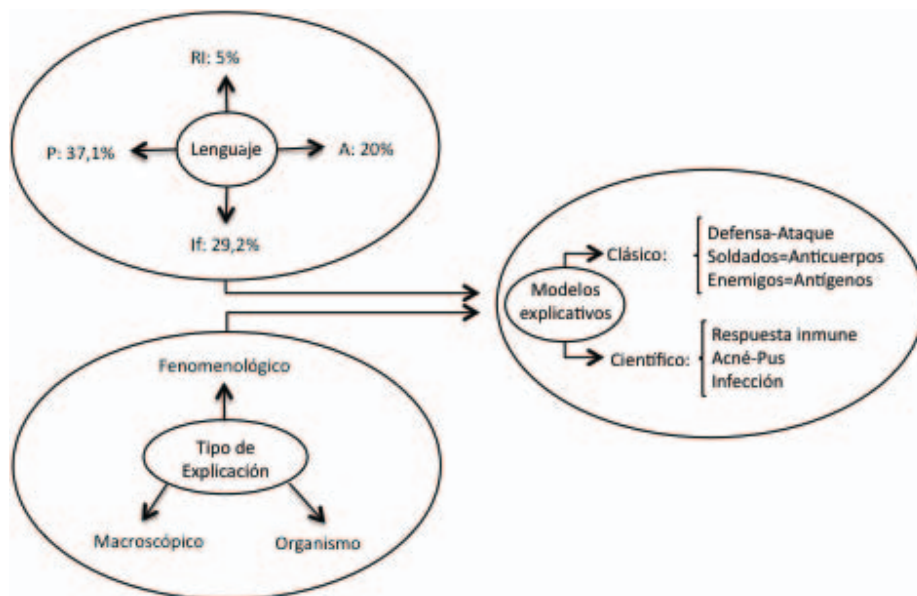 RI: 5%
P: 37,1%
Lenguaje
A: 20%
If: 29,2%
Fenomenológico
Tipo de
Explicación
Macroscópico
Organismo
Modelos
explicativos
Clásico:
Defensa-Ataque
Soldados=Anticuerpos
Enemigos=Antígenos
Científico:
Respuesta inmune
Acné-Pus
Infección